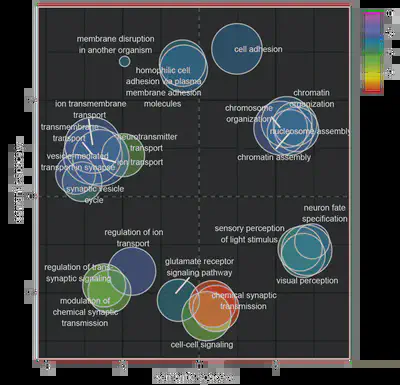 membrane disruption
in another organism
cell adhesion
homophilic cell
adhesion via plasma
membrane adhesion
molecules
ion transmembrane
transport
chromatin
organization
chromosome
organization
nucleosome assembly
chromatin assembly
transmembrane
transport
neurotransmitter
transport
vesicle-mediated
transport in synapse
ion transport
synaptic vesicle
cycle
neuron fate
specification
sensory perception
of light stimulus
visual perception
regulation of ion
transport
glutamate receptor
signaling pathway
regulation of trans-
synaptic signaling
modulation of
chemical synaptic
transmission
chemical synaptic
transmission
cell-cell signaling